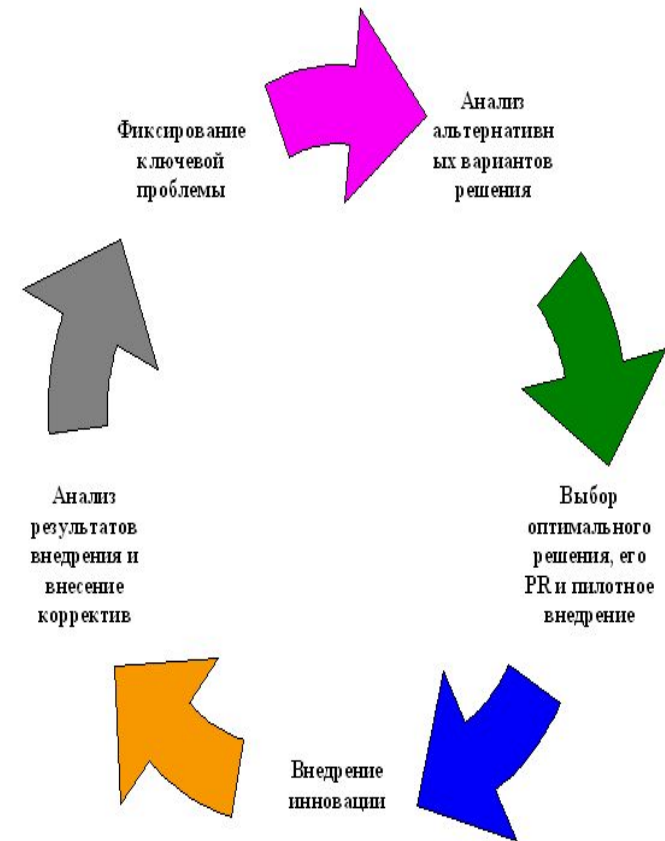 Фиксирование
ключевой
проблемы
Анализ
альтернативн
ых вариантов
решения
Выбор
оптимального
решения, его
PR и пилотное
внедрение
Внедрение
инновации
Анализ
результатов
внедрения и
внесение
корректив